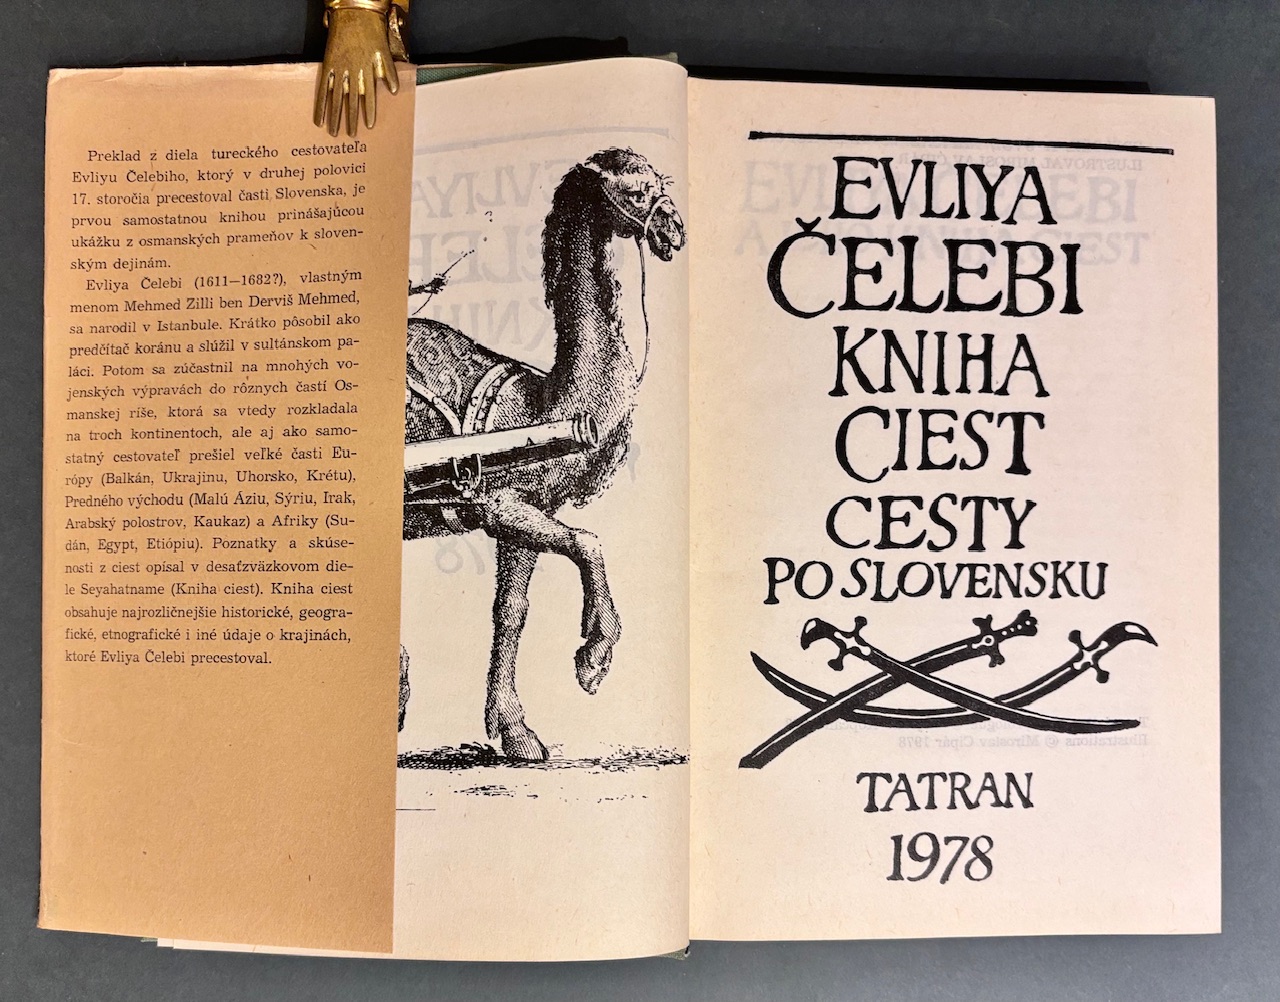 Preklad z diela tureckého cestovateľa
Evliyu Čelebiho, ktorý v druhej polovici
17. storočia precestoval časti Slovenska, je
prvou samostatnou knihou prinášajúcou
ukážku z osmanských prameňov k sloven-
ským dejinám.
Evliya Čelebi (1611—1682?), vlastným
menom Mehmed Zilli ben Derviš Mehmed,
sa narodil v Istanbule. Krátko pôsobil ako
predčítač koránu a slúžil v sultánskom pa-
láci. Potom sa zúčastnil na mnohých vo-
jenských výpravách do rôznych častí Os-
manskej ríše, ktorá sa vtedy rozkladala
na troch kontinentoch, ale aj ako samo-
statný cestovateľ prešiel veľké časti Eu-
rópy (Balkán, Ukrajinu, Uhorsko, Krétu),
Predného východu (Malú Áziu, Sýriu, Irak,
Arabský polostrov, Kaukaz) a Afriky (Su-
dán, Egypt, Etiópiu). Poznatky a skúse-
nosti z ciest opísal v desaťzväzkovom die-
le Seyahatname (Kniha ciest). Kniha ciest
obsahuje najrozličnejšie historické, geogra-
fické, etnografické i iné údaje o krajinách,
ktoré Evliya Čelebi precestoval.
EVLIYA
ČELEBI
KNIHA
CIEST
CESTY
PO SLOVENSKU
TATRAN
1978
Illustrations © Miroslav Cipár 1978